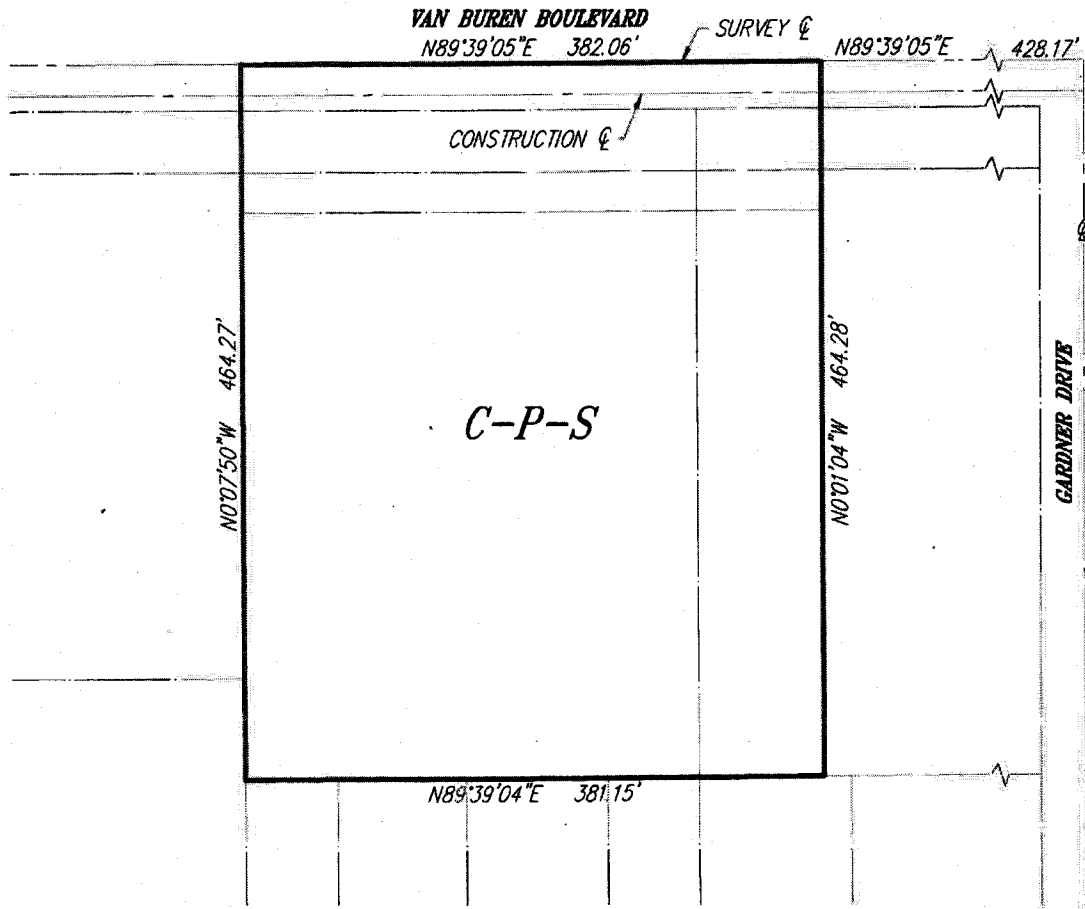 VAN BUREN BOULEVARD
N89°39'05"E 382.06'
SURVEY ℄
N89°39'05"E 428.17'
CONSTRUCTION ℄
℄
N0°07'50"W 464.27'
C-P-S
N0°01'04"W 464.28'
GARDNER DRIVE
N89°39'04"E 381.15'